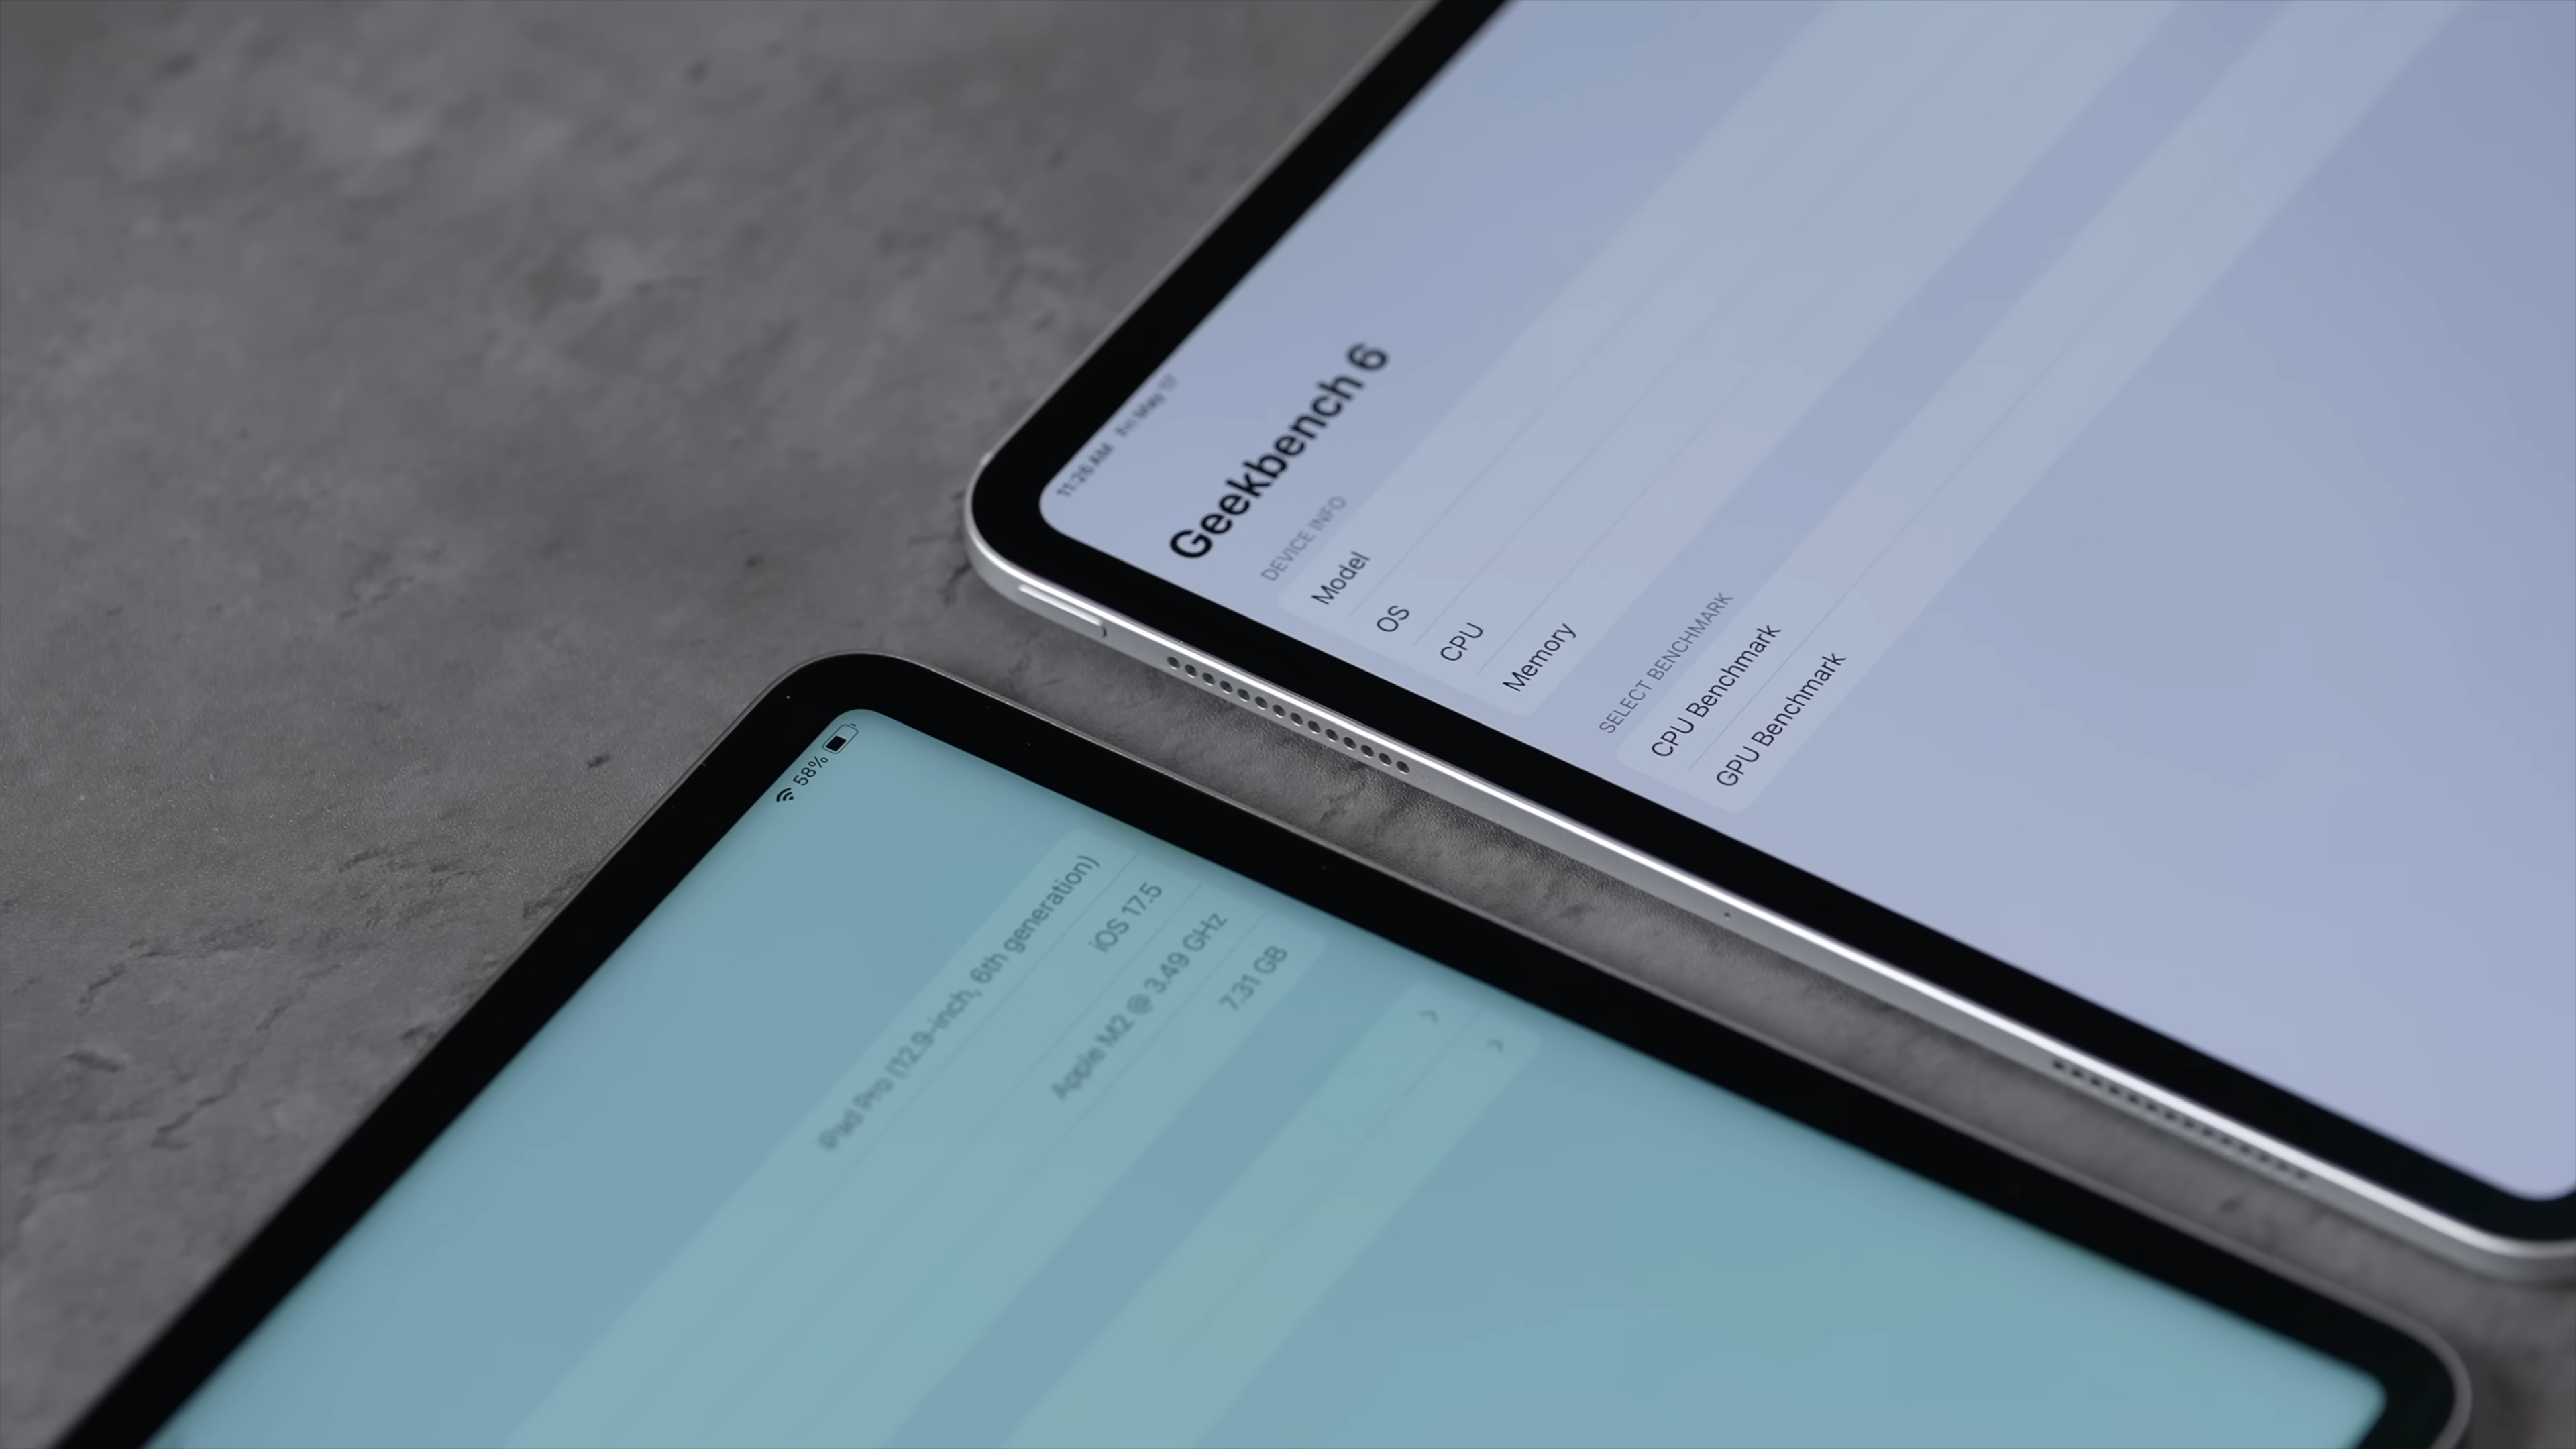 11:26 AM Fri May 17
Geekbench 6
DEVICE INFO
Model
OS
CPU
Memory
SELECT BENCHMARK
CPU Benchmark
GPU Benchmark
58%
iPad Pro (12.9-inch, 6th generation)
iOS 17.5
Apple M2 @ 3.49 GHz
7.31 GB